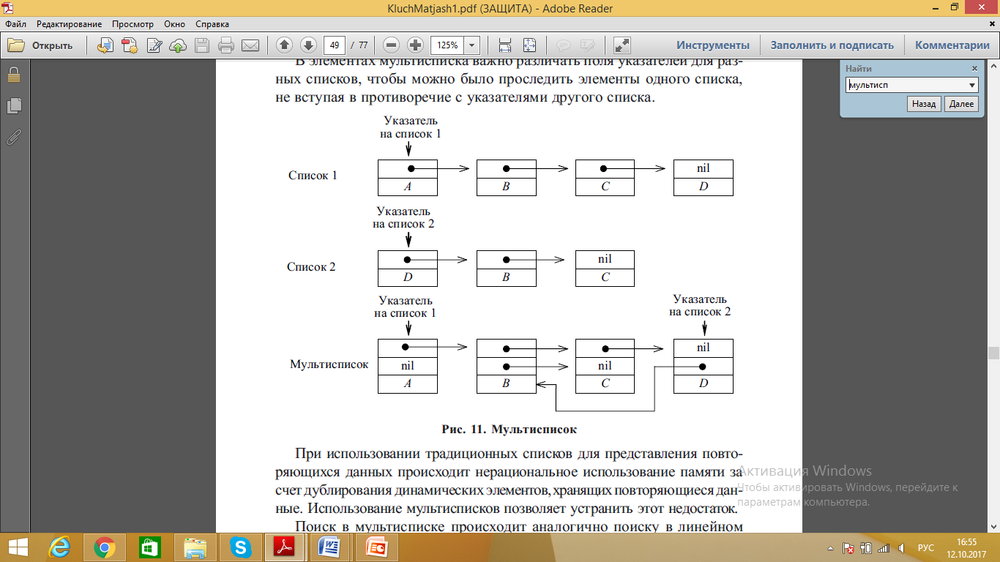 KluchMatjash1.pdf (ЗАЩИТА) - Adobe Reader
Файл Редактирование Просмотр Окно Справка
Открыть 49 / 77 125% Инструменты Заполнить и подписать Комментарии
Найти
мультисп
Назад Далее
В элементах мультисписка важно различать поля указателей для раз-
ных списков, чтобы можно было проследить элементы одного списка,
не вступая в противоречие с указателями другого списка.
Указатель
на список 1
Список 1
nil
A B C D
Указатель
на список 2
Список 2
nil
D B C
Указатель
на список 1
Указатель
на список 2
nil
Мультисписок nil nil
A B C D
Рис. 11. Мультисписок
При использовании традиционных списков для представления повто-
ряющихся данных происходит нерациональное использование памяти за
счет дублирования динамических элементов, хранящих повторяющиеся дан-
ные. Использование мультисписков позволяет устранить этот недостаток.
Поиск в мультисписке происходит аналогично поиску в линейном
Активация Windows
Чтобы активировать Windows, перейдите к
параметрам компьютера.
РУС
16:55
12.10.2017